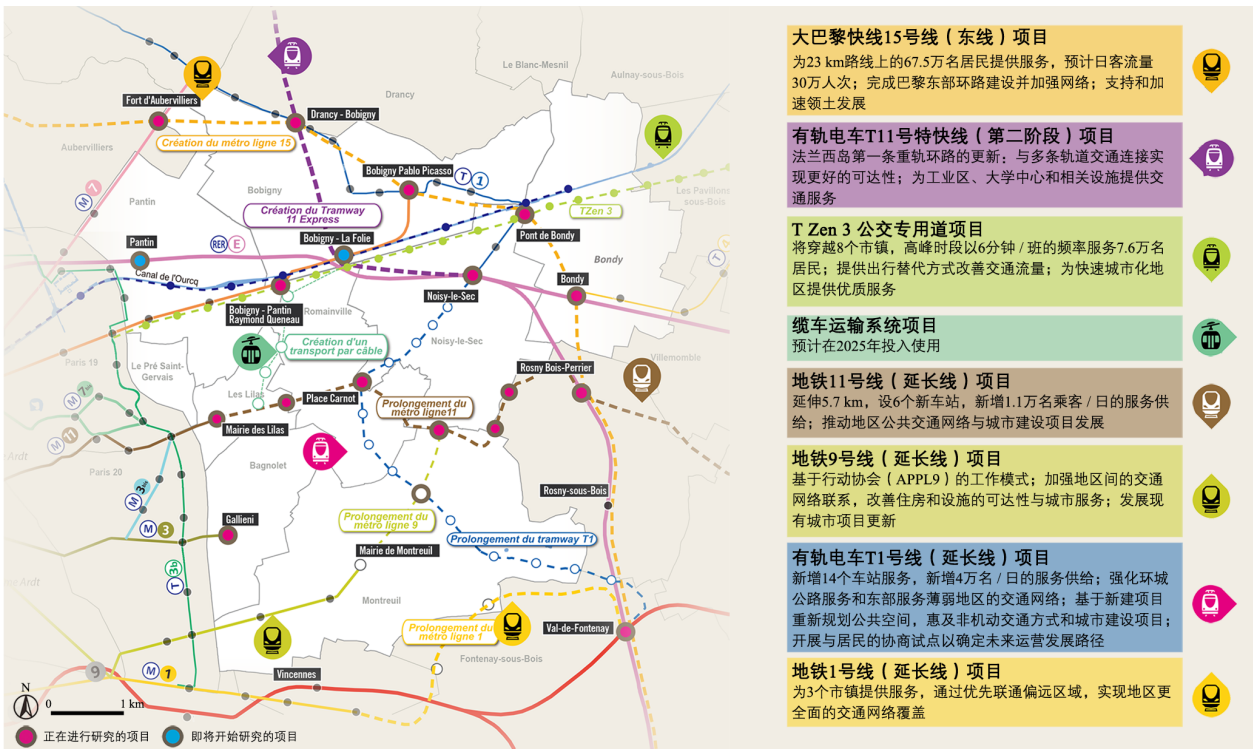 Le Blanc-Mesnil
Aulnay-sous-Bois
Drancy
Fort d'Aubervilliers
Drancy - Bobigny
Création du métro ligne 15
Aubervilliers
Bobigny Pablo Picasso
T 1
M 7
Bobigny
Pantin
Création du Tramway
11 Express
TZen 3
Les Pavillons
sous-Bois
Pantin
RER E
Bobigny - La Folie
Pont de Bondy
Bondy
T 4
Canal de l'Ourcq
Noisy-le-Sec
Bondy
Bobigny - Pantin
Raymond Queneau
Romainville
Création d'un
transport par câble
Noisy-le-Sec
Paris 19
Le Pré Saint-
Gervais
Villemomble
Rosny Bois-Perrier
M 7bis
Les Lilas
Place Carnot
Prolongement du
métro ligne11
Mairie des Lilas
M 11
Ardt
Paris 20
Bagnolet
M 3bis
Rosny-sous-Bois
Gallieni
M 3
Prolongement du
métro ligne 9
Prolongement du tramway T1
Mairie de Montreuil
T 3b
Ardt
Montreuil
Prolongement du
métro ligne 1
Val-de-Fontenay
Fontenay-sous-Bois
9
M 1
Vincennes
N
0 1 km
正在进行研究的项目
即将开始研究的项目
大巴黎快线15号线（东线）项目
为23 km路线上的67.5万名居民提供服务，预计日客流量
30万人次；完成巴黎东部环路建设并加强网络；支持和加
速领土发展
有轨电车T11号特快线（第二阶段）项目
法兰西岛第一条重轨环路的更新；与多条轨道交通连接实
现更好的可达性；为工业区、大学中心和相关设施提供交
通服务
T Zen 3 公交专用道项目
将穿越8个市镇，高峰时段以6分钟 / 班的频率服务7.6万名
居民；提供出行替代方式改善交通流量；为快速城市化地
区提供优质服务
缆车运输系统项目
预计在2025年投入使用
地铁11号线（延长线）项目
延伸5.7 km，设6个新车站，新增1.1万名乘客 / 日的服务供
给；推动地区公共交通网络与城市建设项目发展
地铁9号线（延长线）项目
基于行动协会（APPL9）的工作模式；加强地区间的交通
网络联系，改善住房和设施的可达性与城市服务；发展现
有城市项目更新
有轨电车T1号线（延长线）项目
新增14个车站服务，新增4万名 / 日的服务供给；强化环城
公路服务和东部服务薄弱地区的交通网络；基于新建项目
重新规划公共空间，惠及非机动交通方式和城市建设项目；
开展与居民的协商试点以确定未来运营发展路径
地铁1号线（延长线）项目
为3个市镇提供服务，通过优先联通偏远区域，实现地区更
全面的交通网络覆盖